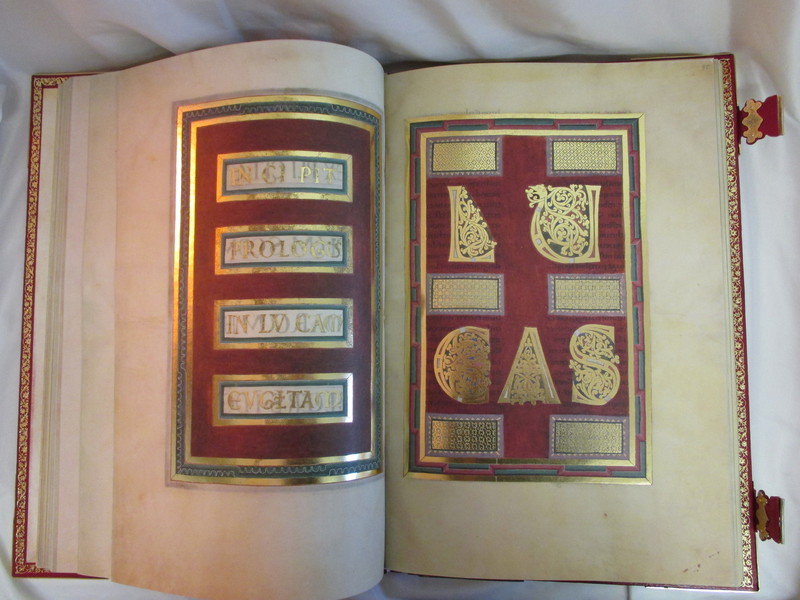 INCIPIT
PROLOGUS
IN LUCAM
EVGLTAM
LU
CAS